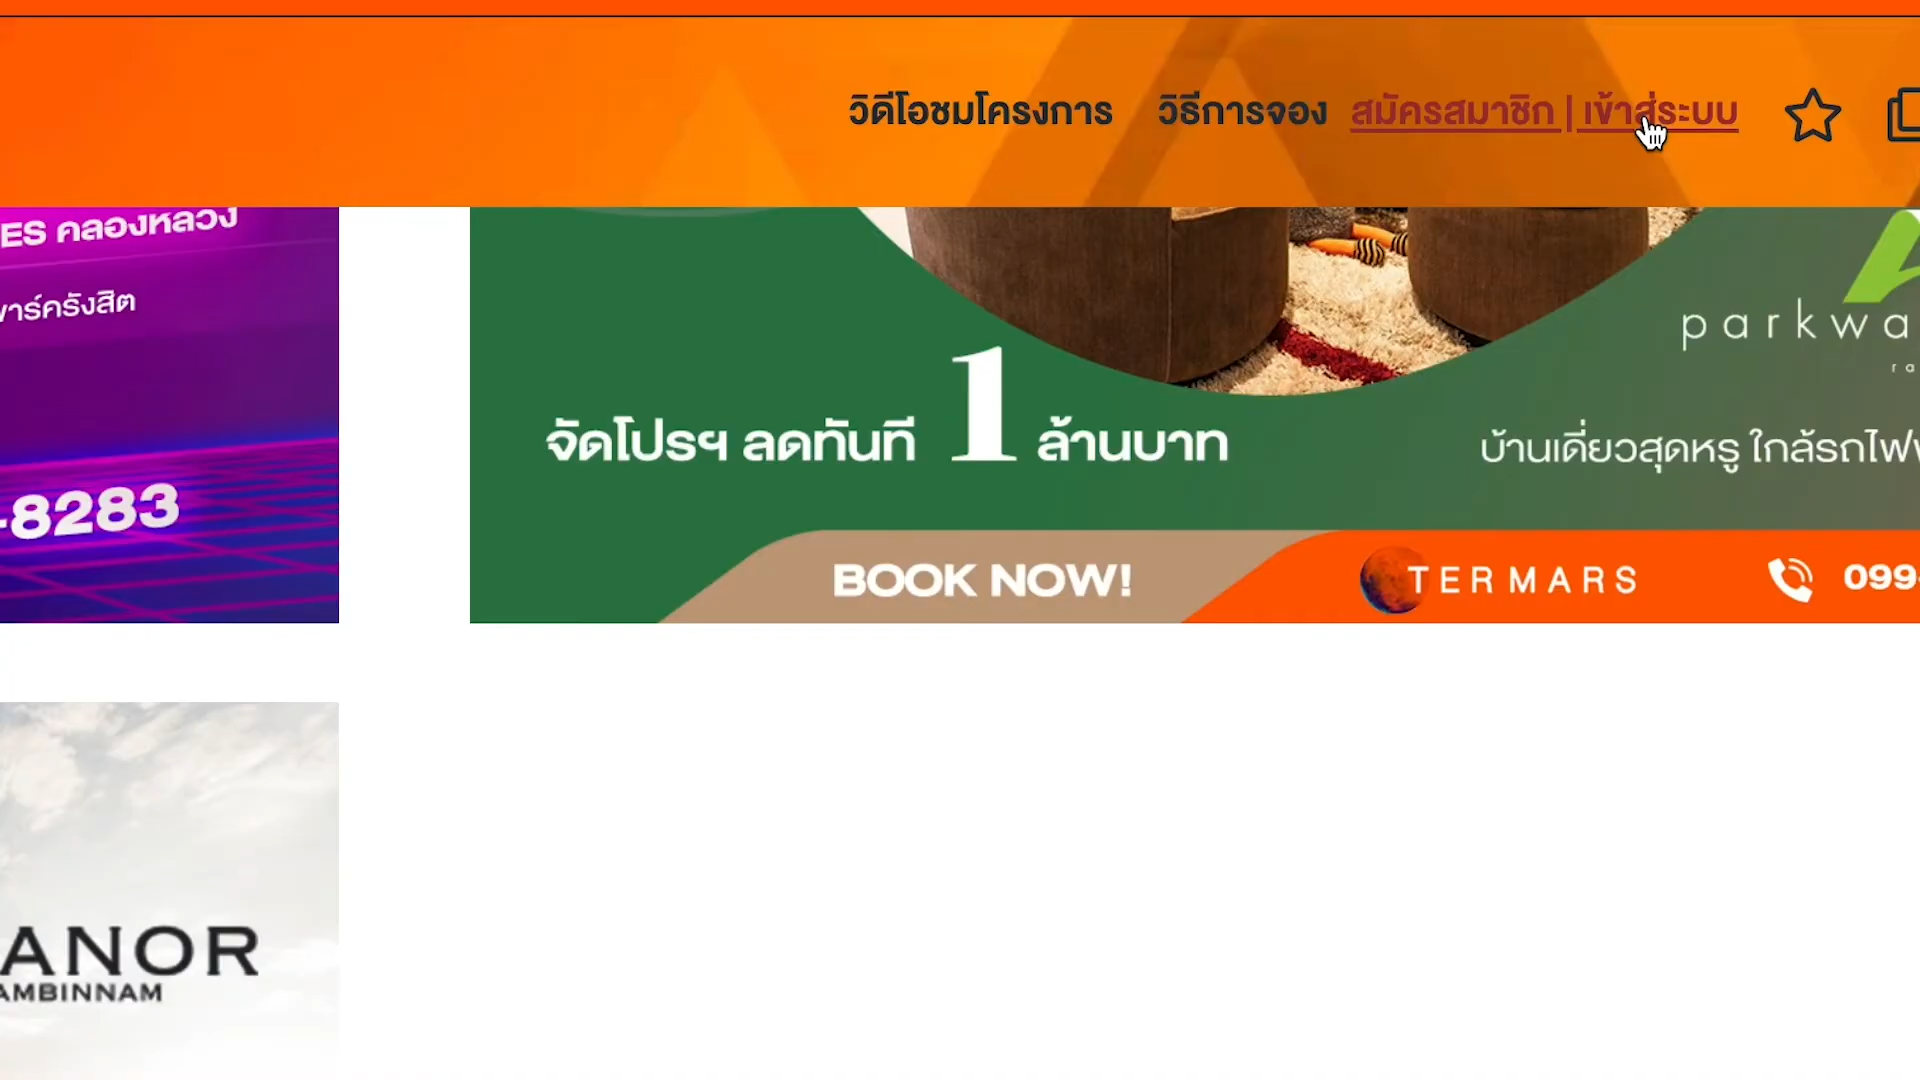 วิดีโอชมโครงการ วิธีการจอง สมัครสมาชิก | เข้าสู่ระบบ
ES คลองหลวง
พาร์ครังสิต
-8283
parkwa
ra
จัดโปรฯ ลดทันที 1 ล้านบาท
บ้านเดี่ยวสุดหรู ใกล้รถไฟฟ
BOOK NOW!
TERMARS
099-
ANOR
AMBINNAM